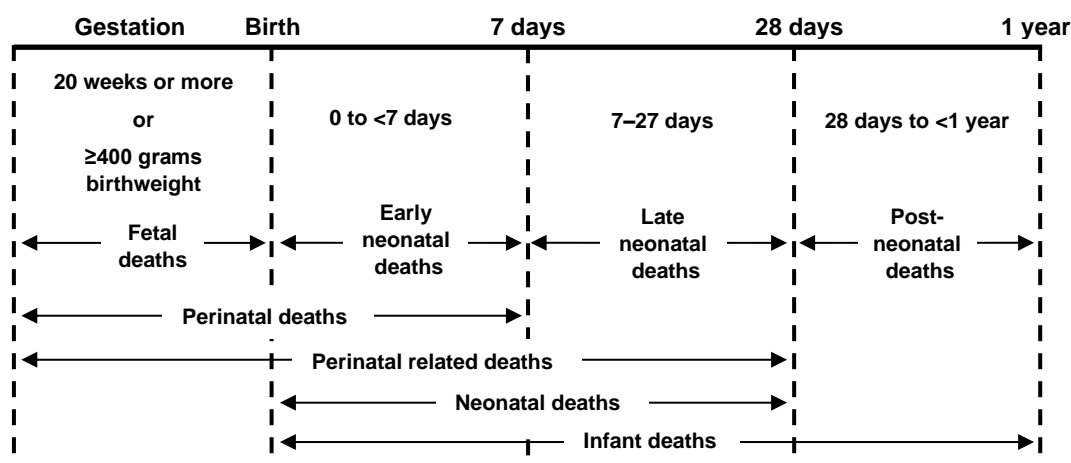 Gestation Birth 7 days 28 days 1 year
20 weeks or more
or
≥400 grams
birthweight
0 to <7 days
7–27 days
28 days to <1 year
Fetal
deaths
Early
neonatal
deaths
Late
neonatal
deaths
Post-
neonatal
deaths
Perinatal deaths
Perinatal related deaths
Neonatal deaths
Infant deaths